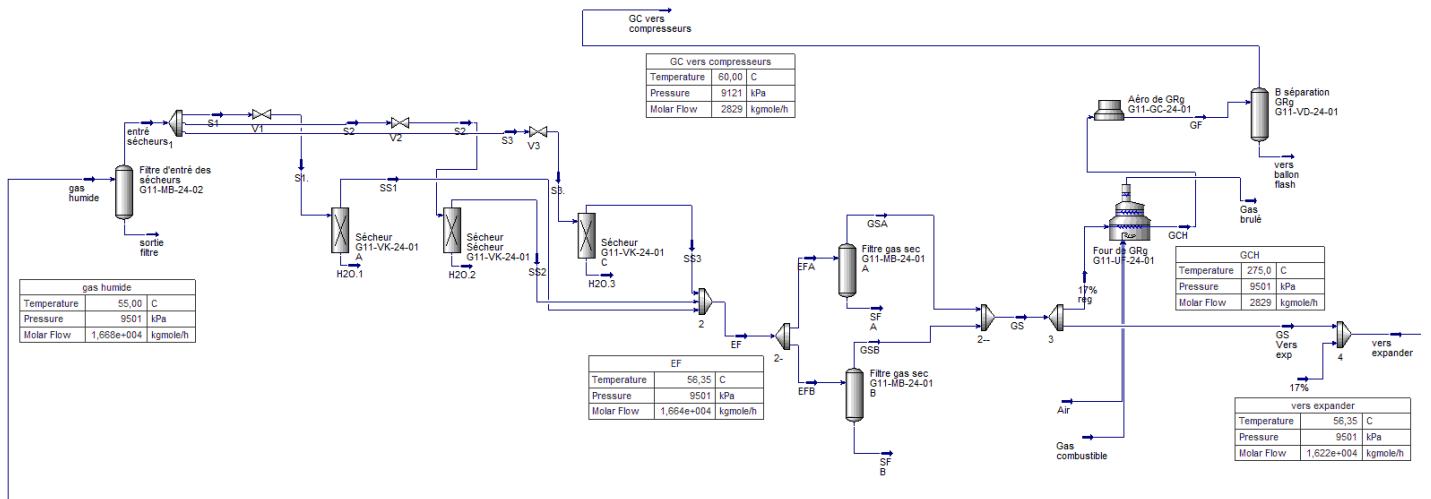 GC vers
compresseurs
GC vers compresseurs
Temperature 60,00 C
Pressure 9121 kPa
Molar Flow 2829 kgmole/h
B séparation
GRg
G11-VD-24-01
Aéro de GRg
G11-GC-24-01
GF
vers
ballon
flash
entré
sécheurs
1
S1
V1
S2
V2
S2.
S3
V3
gas
humide
Filtre d'entré des
sécheurs
G11-MB-24-02
sortie
filtre
S1.
SS1
S3.
Sécheur
G11-VK-24-01
A
H2O.1
Sécheur
Sécheur
G11-VK-24-01
H2O.2
SS2
Sécheur
G11-VK-24-01
C
H2O.3
SS3
2
gas humide
Temperature 55,00 C
Pressure 9501 kPa
Molar Flow 1,668e+004 kgmole/h
EF
2-
EF
Temperature 56,35 C
Pressure 9501 kPa
Molar Flow 1,664e+004 kgmole/h
EFA
EFB
GSA
Filtre gas sec
G11-MB-24-01
A
SF
A
GSB
Filtre gas sec
G11-MB-24-01
B
SF
B
2--
GS
3
17%
reg
Four de GRg
G11-UF-24-01
GCH
Gas
brulé
GCH
Temperature 275,0 C
Pressure 9501 kPa
Molar Flow 2829 kgmole/h
GS
Vers
exp
17%
4
vers
expander
Air
Gas
combustible
vers expander
Temperature 56,35 C
Pressure 9501 kPa
Molar Flow 1,622e+004 kgmole/h